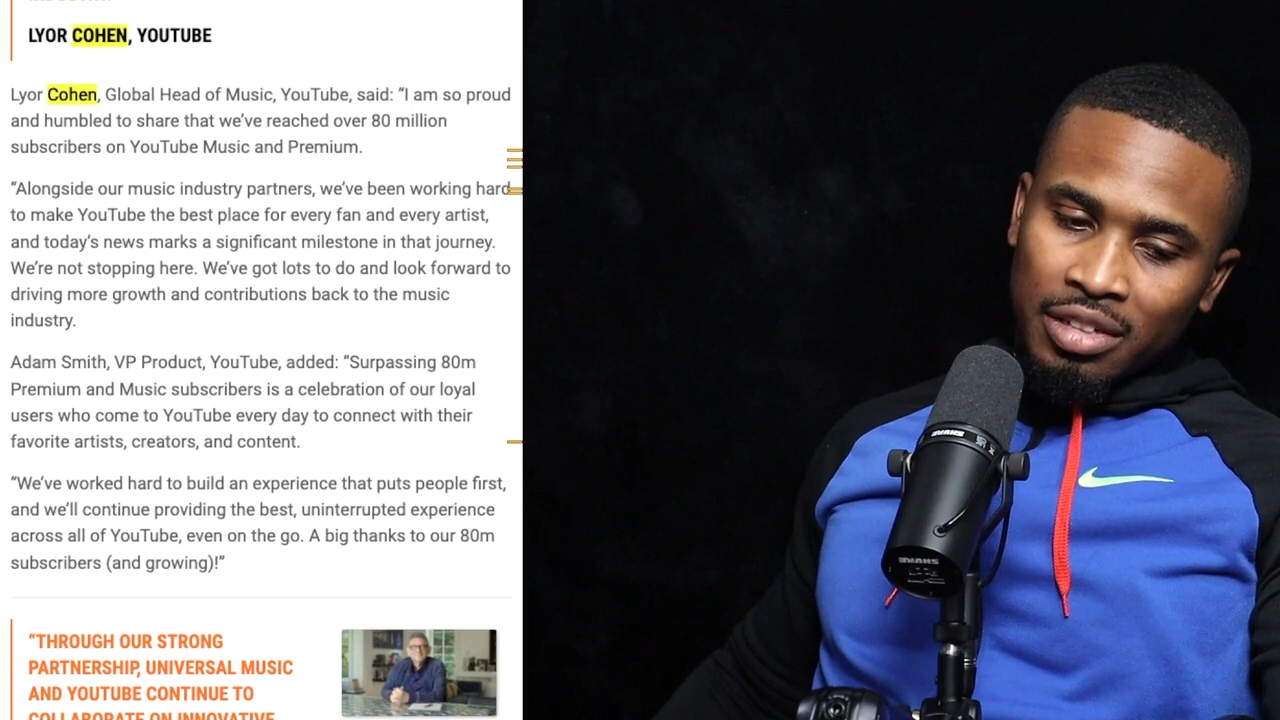 LYOR COHEN, YOUTUBE
Lyor Cohen, Global Head of Music, YouTube, said: “I am so proud
and humbled to share that we’ve reached over 80 million
subscribers on YouTube Music and Premium.
“Alongside our music industry partners, we’ve been working hard
to make YouTube the best place for every fan and every artist,
and today’s news marks a significant milestone in that journey.
We’re not stopping here. We’ve got lots to do and look forward to
driving more growth and contributions back to the music
industry.
Adam Smith, VP Product, YouTube, added: “Surpassing 80m
Premium and Music subscribers is a celebration of our loyal
users who come to YouTube every day to connect with their
favorite artists, creators, and content.
“We’ve worked hard to build an experience that puts people first,
and we’ll continue providing the best, uninterrupted experience
across all of YouTube, even on the go. A big thanks to our 80m
subscribers (and growing)!”
“THROUGH OUR STRONG
PARTNERSHIP, UNIVERSAL MUSIC
AND YOUTUBE CONTINUE TO
COLLABORATE ON INNOVATIVE
SHURE
SHURE